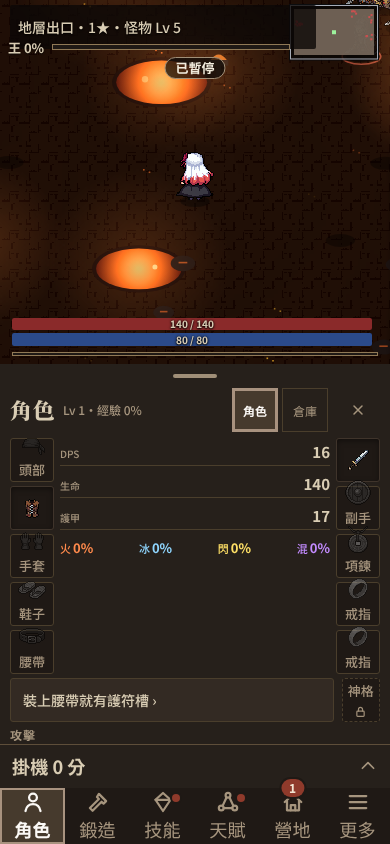 地層出口・1★・怪物 Lv 5
王 0%
已暫停
140 / 140
80 / 80
角色 Lv 1・經驗 0% 角色 倉庫 ×
頭部 DPS 16
生命 140 副手
護甲 17
手套 火0% 冰0% 閃0% 混0% 項鍊
鞋子 戒指
腰帶 戒指
裝上腰帶就有護符槽 › 神格
攻擊
掛機 0 分
1
角色 鍛造 技能 天賦 營地 更多